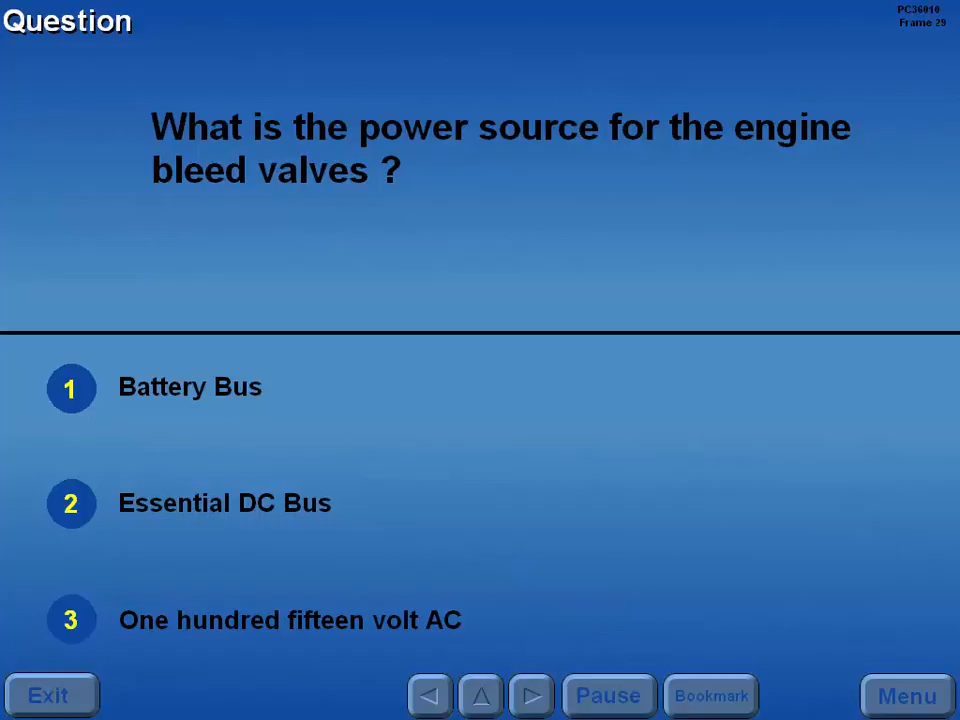 Question
PC36010
Frame 29
What is the power source for the engine
bleed valves ?
1 Battery Bus
2 Essential DC Bus
3 One hundred fifteen volt AC
Exit
Pause
Bookmark
Menu